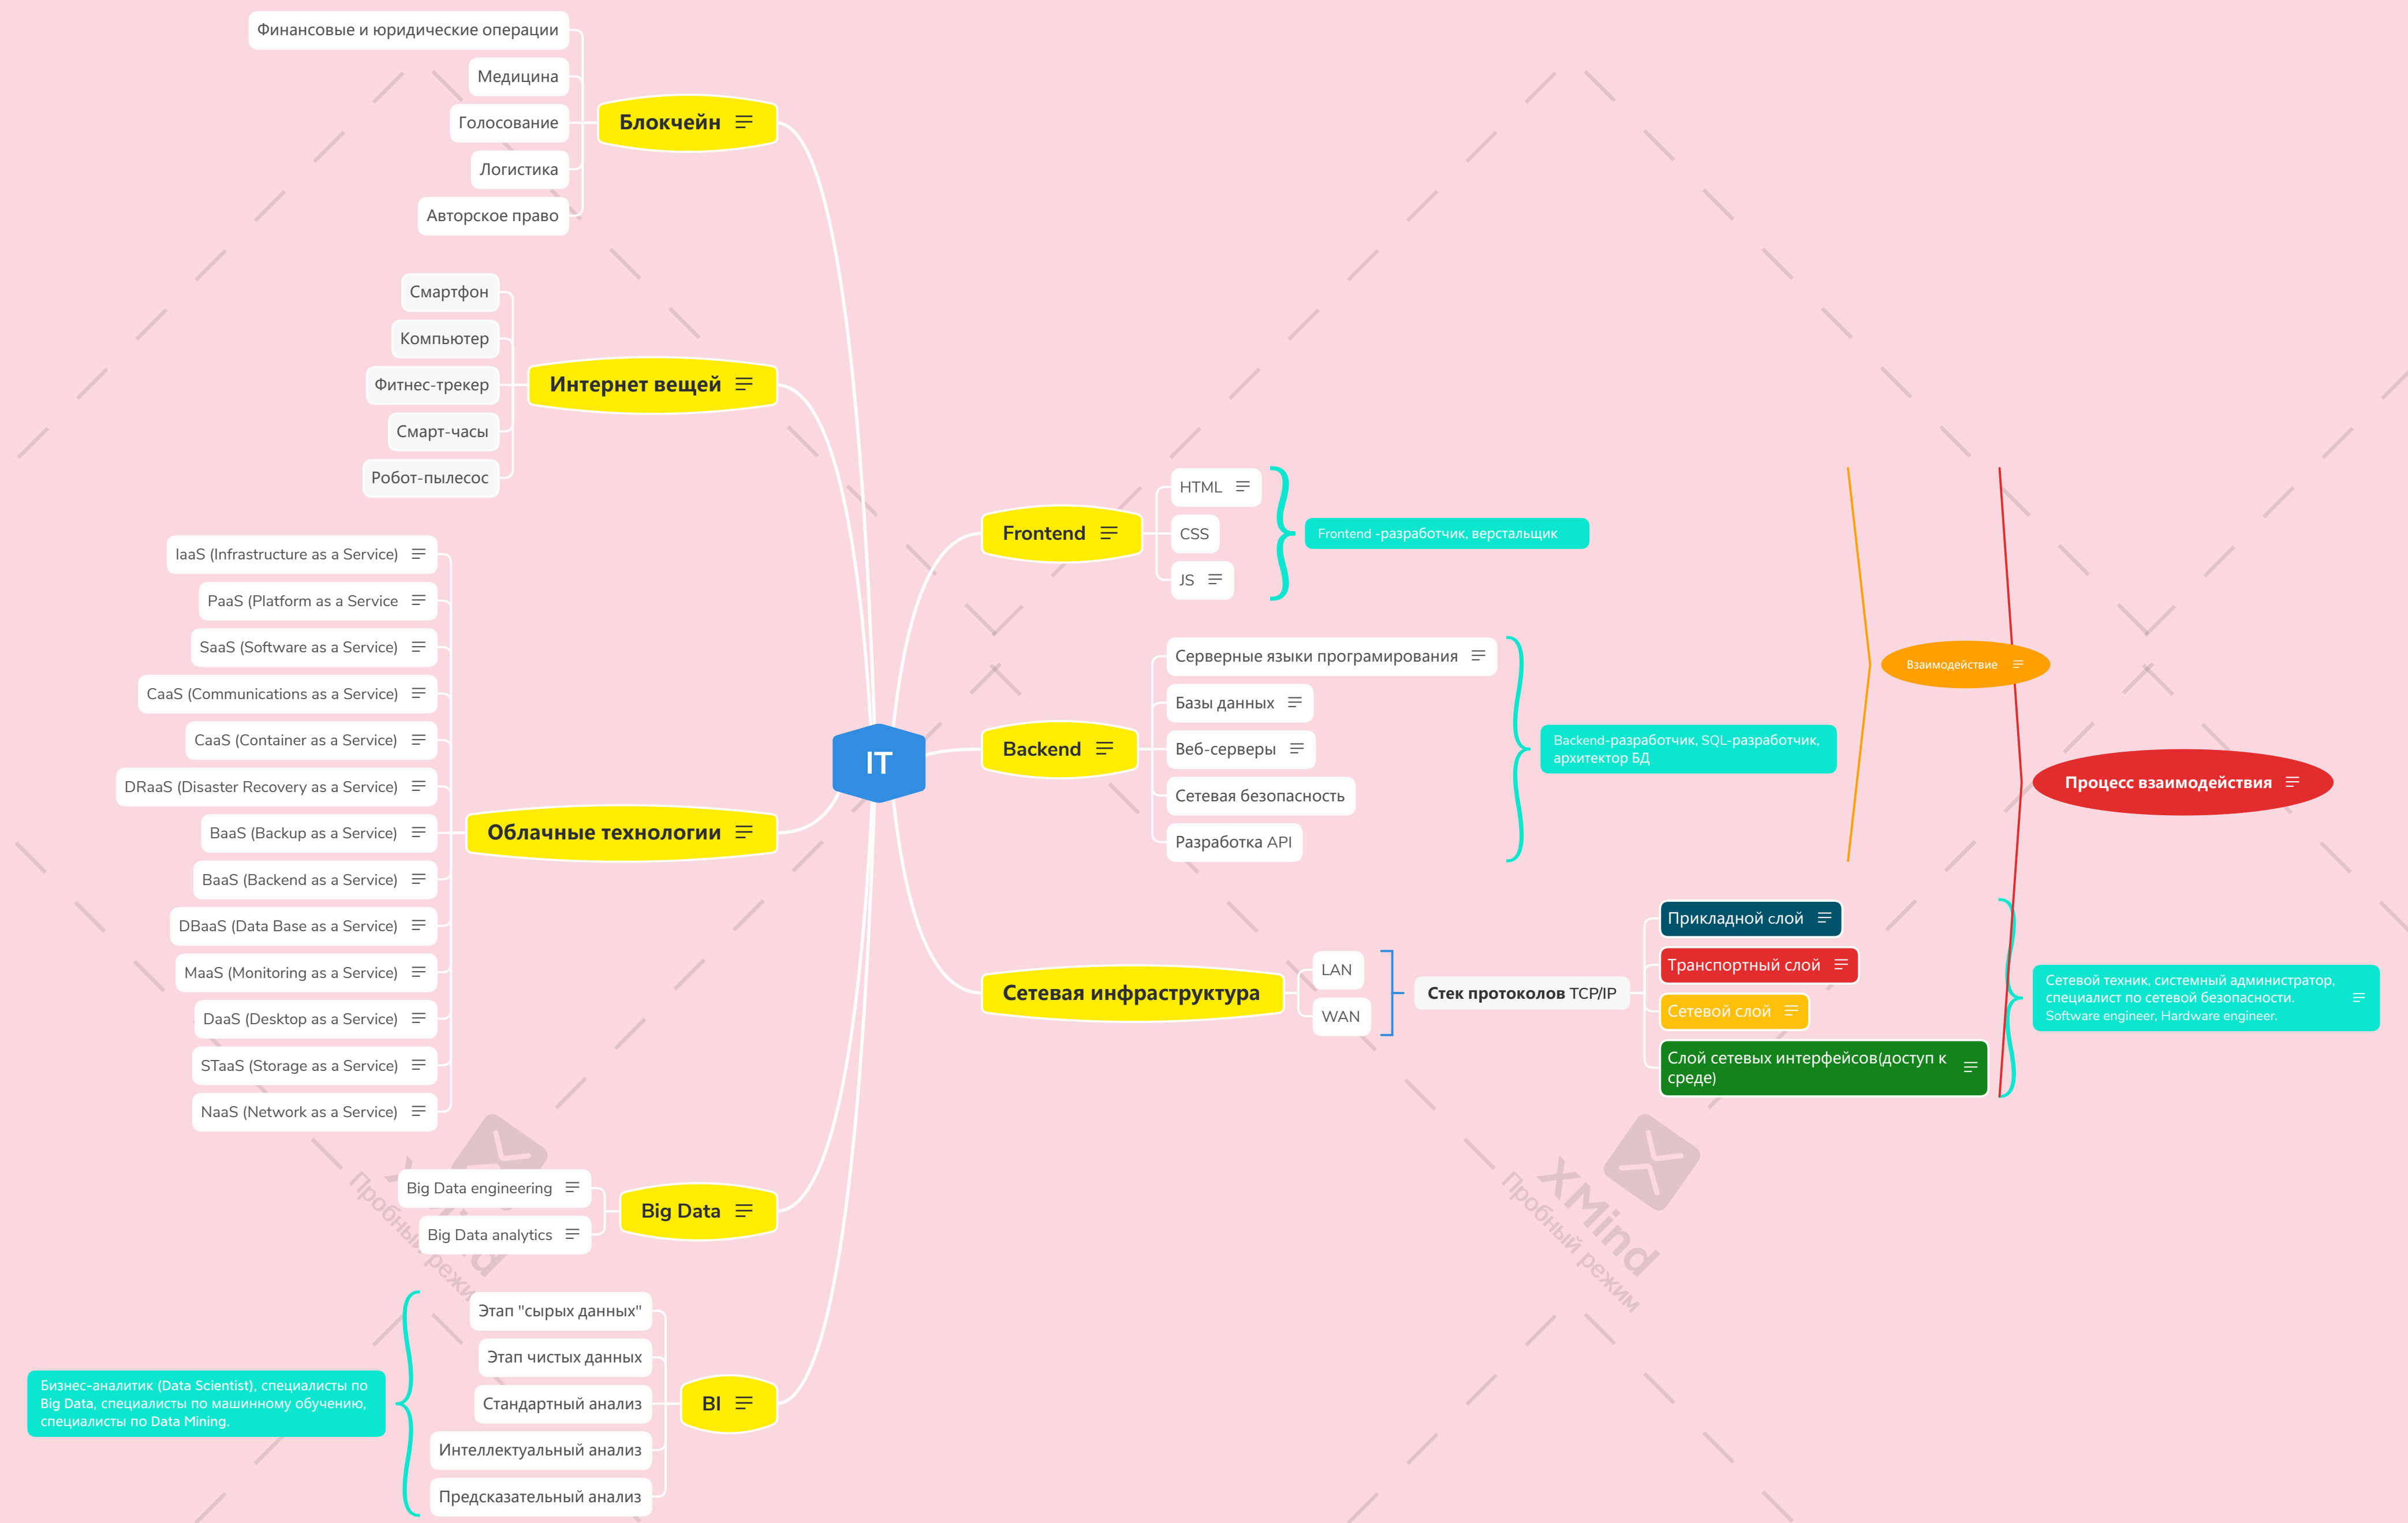 Финансовые и юридические операции
Медицина
Голосование
Логистика
Авторское право
Блокчейн
Смартфон
Компьютер
Фитнес-трекер
Смарт-часы
Робот-пылесос
Интернет вещей
IaaS (Infrastructure as a Service)
PaaS (Platform as a Service
SaaS (Software as a Service)
CaaS (Communications as a Service)
CaaS (Container as a Service)
DRaaS (Disaster Recovery as a Service)
BaaS (Backup as a Service)
BaaS (Backend as a Service)
DBaaS (Data Base as a Service)
MaaS (Monitoring as a Service)
DaaS (Desktop as a Service)
STaaS (Storage as a Service)
NaaS (Network as a Service)
Облачные технологии
Big Data engineering
Big Data analytics
Big Data
Этап "сырых данных"
Этап чистых данных
Стандартный анализ
Интеллектуальный анализ
Предсказательный анализ
BI
Бизнес-аналитик (Data Scientist), специалисты по
Big Data, специалисты по машинному обучению,
специалисты по Data Mining.
IT
Frontend
HTML
CSS
JS
Frontend -разработчик, верстальщик
Backend
Серверные языки програмирования
Базы данных
Веб-серверы
Сетевая безопасность
Разработка API
Backend-разработчик, SQL-разработчик,
архитектор БД
Взаимодействие
Процесс взаимодействия
Сетевая инфраструктура
LAN
WAN
Стек протоколов TCP/IP
Прикладной слой
Транспортный слой
Сетевой слой
Слой сетевых интерфейсов(доступ к
среде)
Сетевой техник, системный администратор,
специалист по сетевой безопасности.
Software engineer, Hardware engineer.
XMind
Пробный режим
XMind
Пробный режим